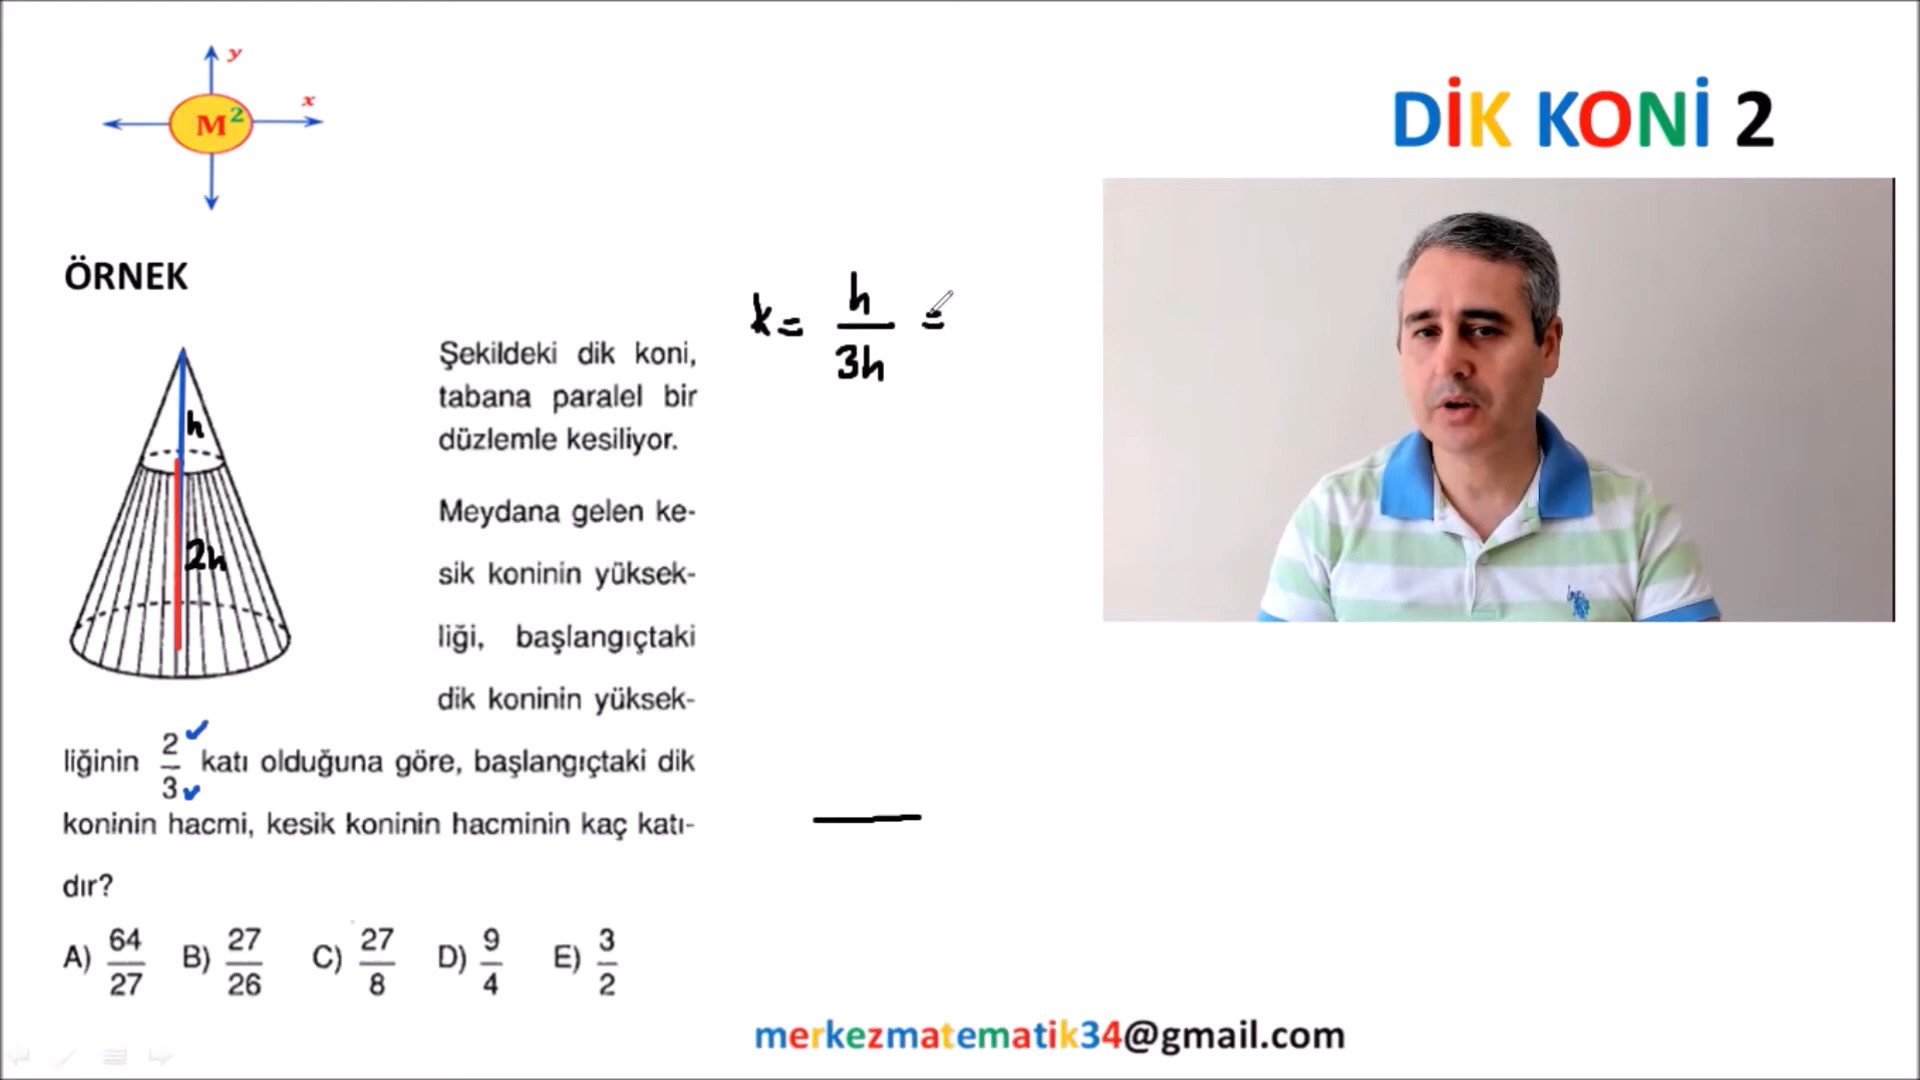 y
x
M²
DİK KONİ 2
ÖRNEK
k = h/3h =
h
2h
Şekildeki dik koni,
tabana paralel bir
düzlemle kesiliyor.
Meydana gelen ke-
sik koninin yüksek-
liği, başlangıçtaki
dik koninin yüksek-
liğinin 2/3 katı olduğuna göre, başlangıçtaki dik
koninin hacmi, kesik koninin hacminin kaç katı-
dır?
A) 64/27 B) 27/26 C) 27/8 D) 9/4 E) 3/2
merkezmatematik34@gmail.com